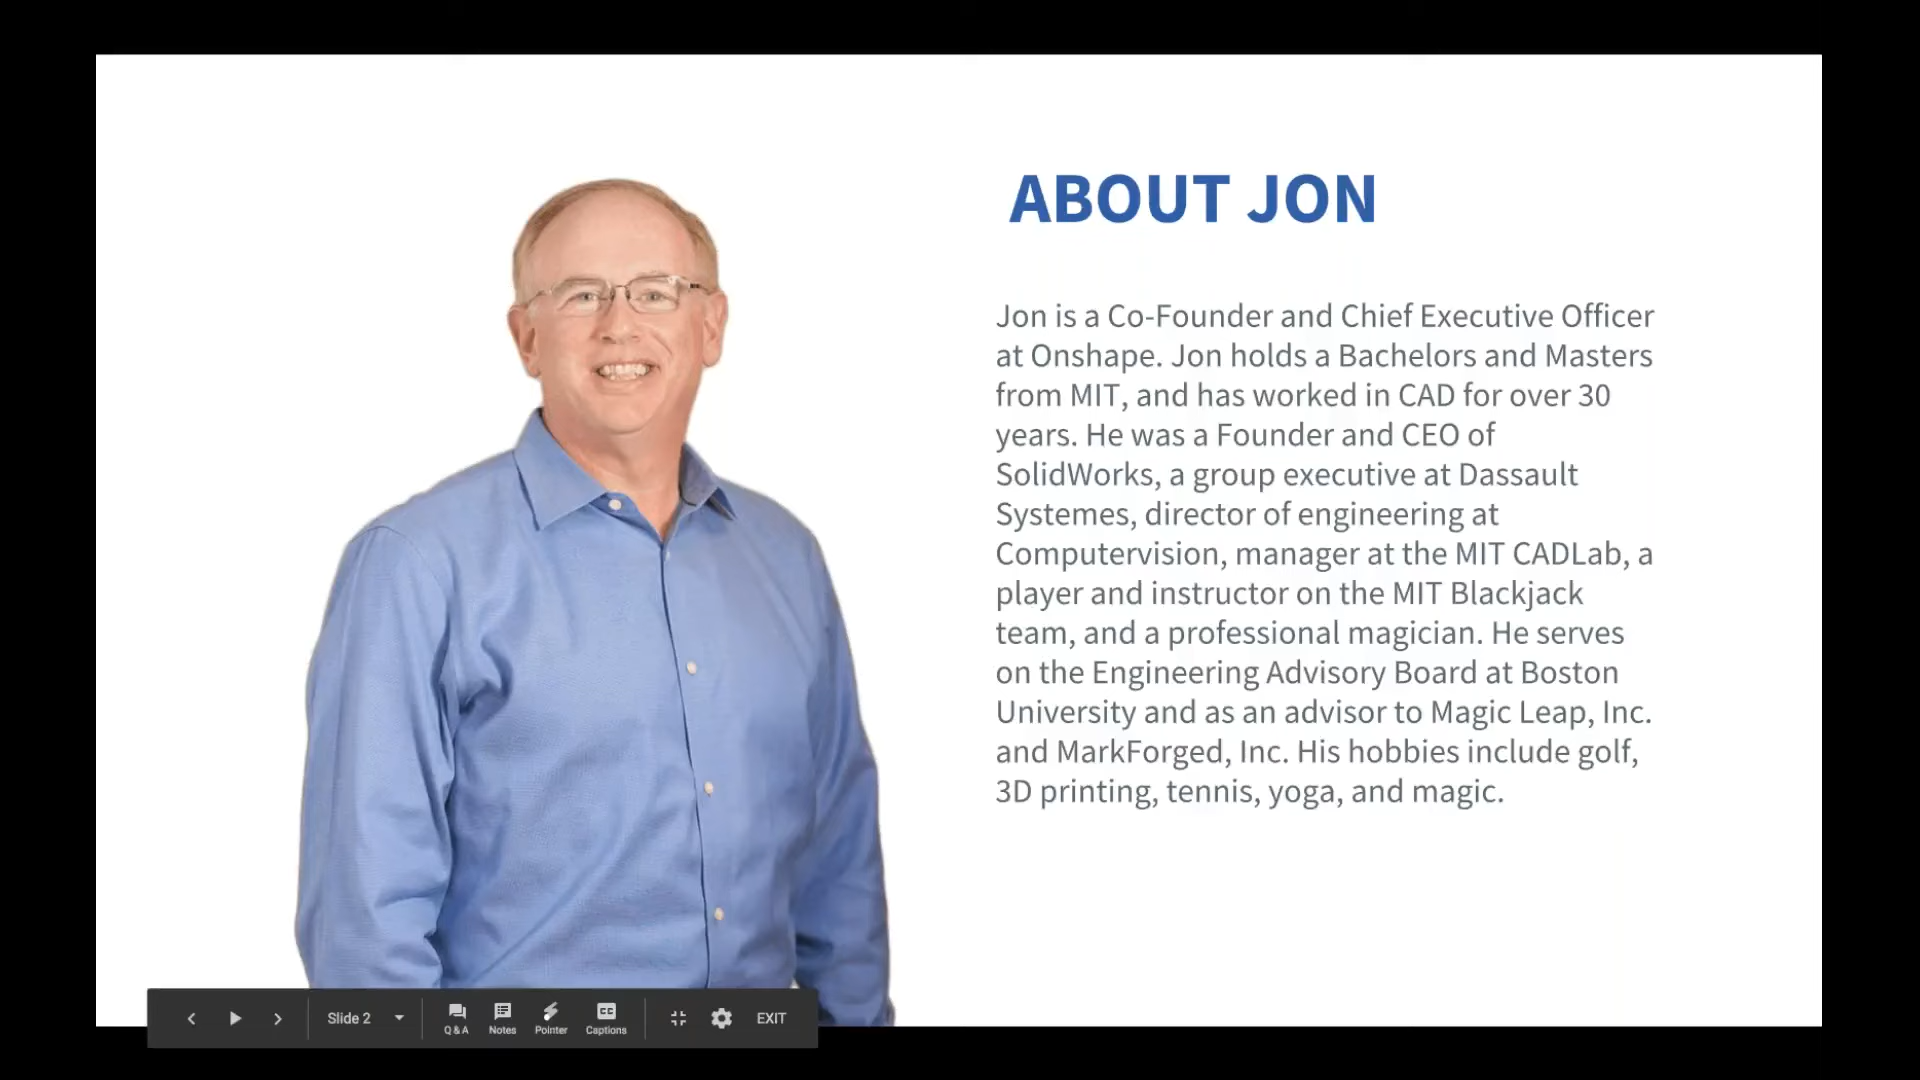 ABOUT JON
Jon is a Co-Founder and Chief Executive Officer
at Onshape. Jon holds a Bachelors and Masters
from MIT, and has worked in CAD for over 30
years. He was a Founder and CEO of
SolidWorks, a group executive at Dassault
Systemes, director of engineering at
Computervision, manager at the MIT CADLab, a
player and instructor on the MIT Blackjack
team, and a professional magician. He serves
on the Engineering Advisory Board at Boston
University and as an advisor to Magic Leap, Inc.
and MarkForged, Inc. His hobbies include golf,
3D printing, tennis, yoga, and magic.
Slide 2
Q & A
Notes
Pointer
CC
Captions
EXIT